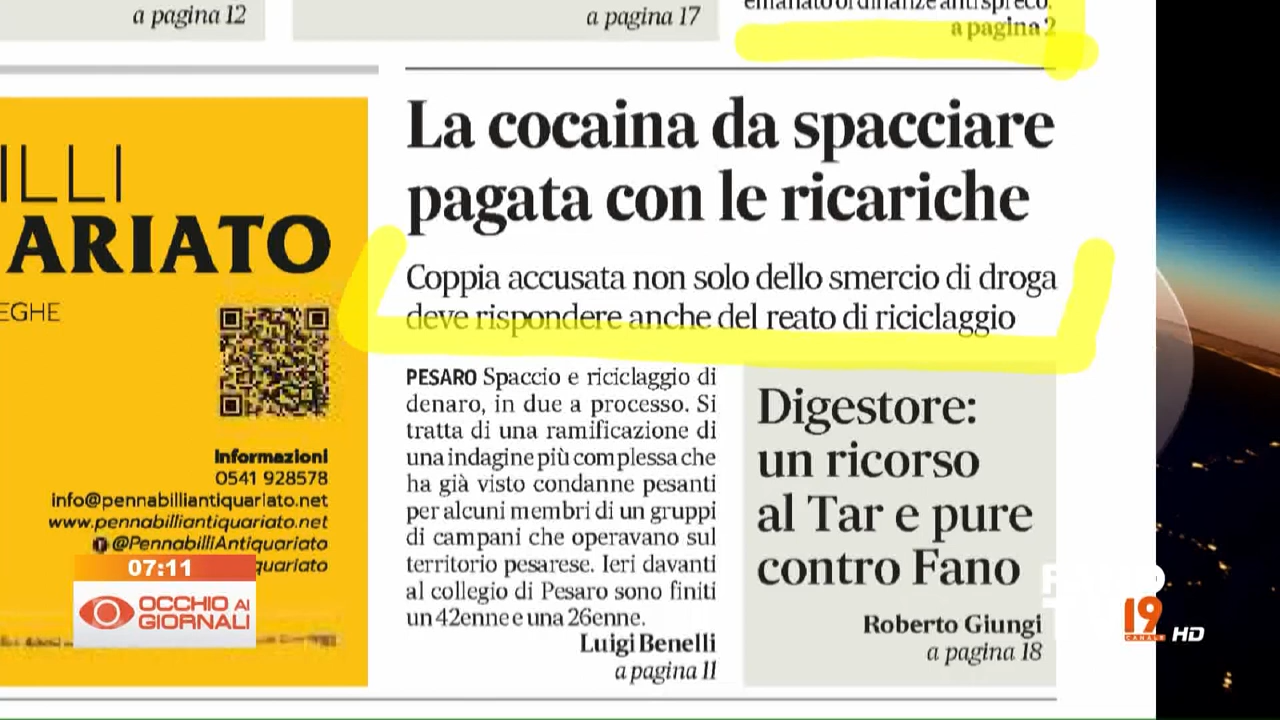 a pagina 12
a pagina 17
emanato ordinanze anti spreco.
a pagina 2
ILLI
ARIATO
EGHE
Informazioni
0541 928578
info@pennabilliantiquariato.net
www.pennabilliantiquariato.net
@PennabilliAntiquariato
quariato
La cocaina da spacciare
pagata con le ricariche
Coppia accusata non solo dello smercio di droga
deve rispondere anche del reato di riciclaggio
PESARO Spaccio e riciclaggio di
denaro, in due a processo. Si
tratta di una ramificazione di
una indagine più complessa che
ha già visto condanne pesanti
per alcuni membri di un gruppo
di campani che operavano sul
territorio pesarese. Ieri davanti
al collegio di Pesaro sono finiti
un 42enne e una 26enne.
Luigi Benelli
a pagina 11
Digestore:
un ricorso
al Tar e pure
contro Fano
Roberto Giungi
a pagina 18
07:11
OCCHIO AI
GIORNALI
19
CANALE
HD